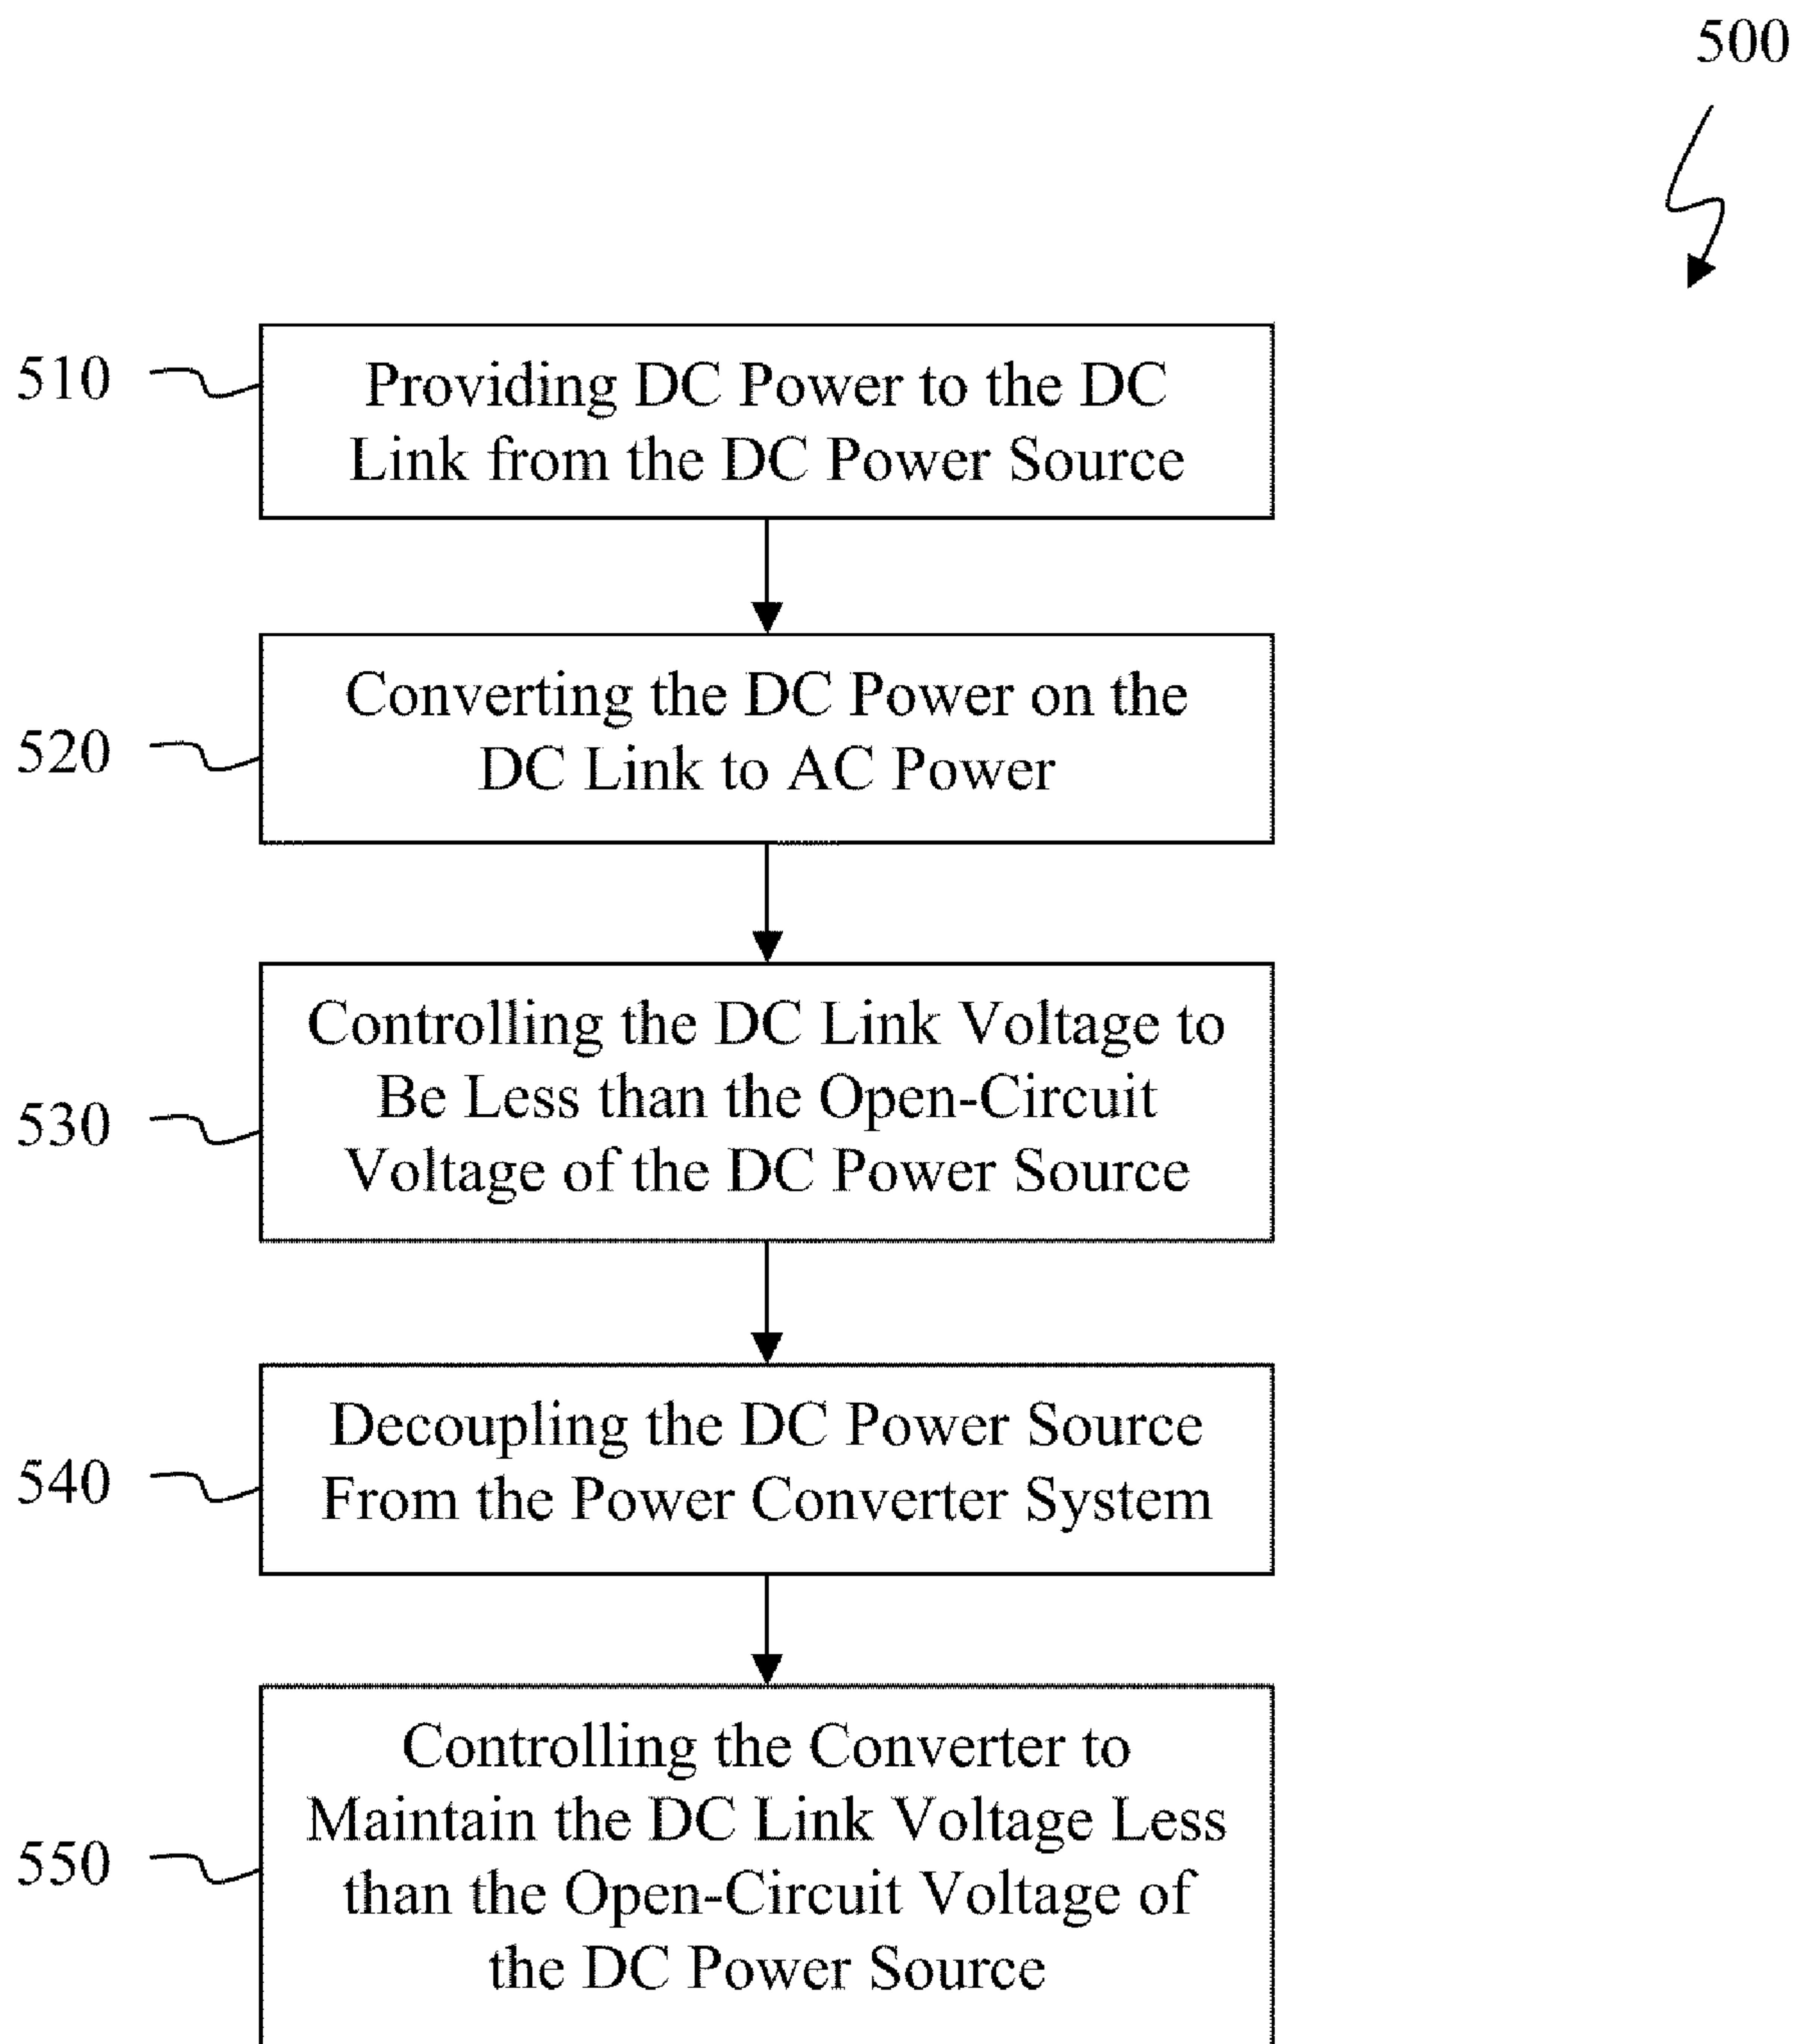 500
510
Providing DC Power to the DC
Link from the DC Power Source
520
Converting the DC Power on the
DC Link to AC Power
530
Controlling the DC Link Voltage to
Be Less than the Open-Circuit
Voltage of the DC Power Source
540
Decoupling the DC Power Source
From the Power Converter System
550
Controlling the Converter to
Maintain the DC Link Voltage Less
than the Open-Circuit Voltage of
the DC Power Source